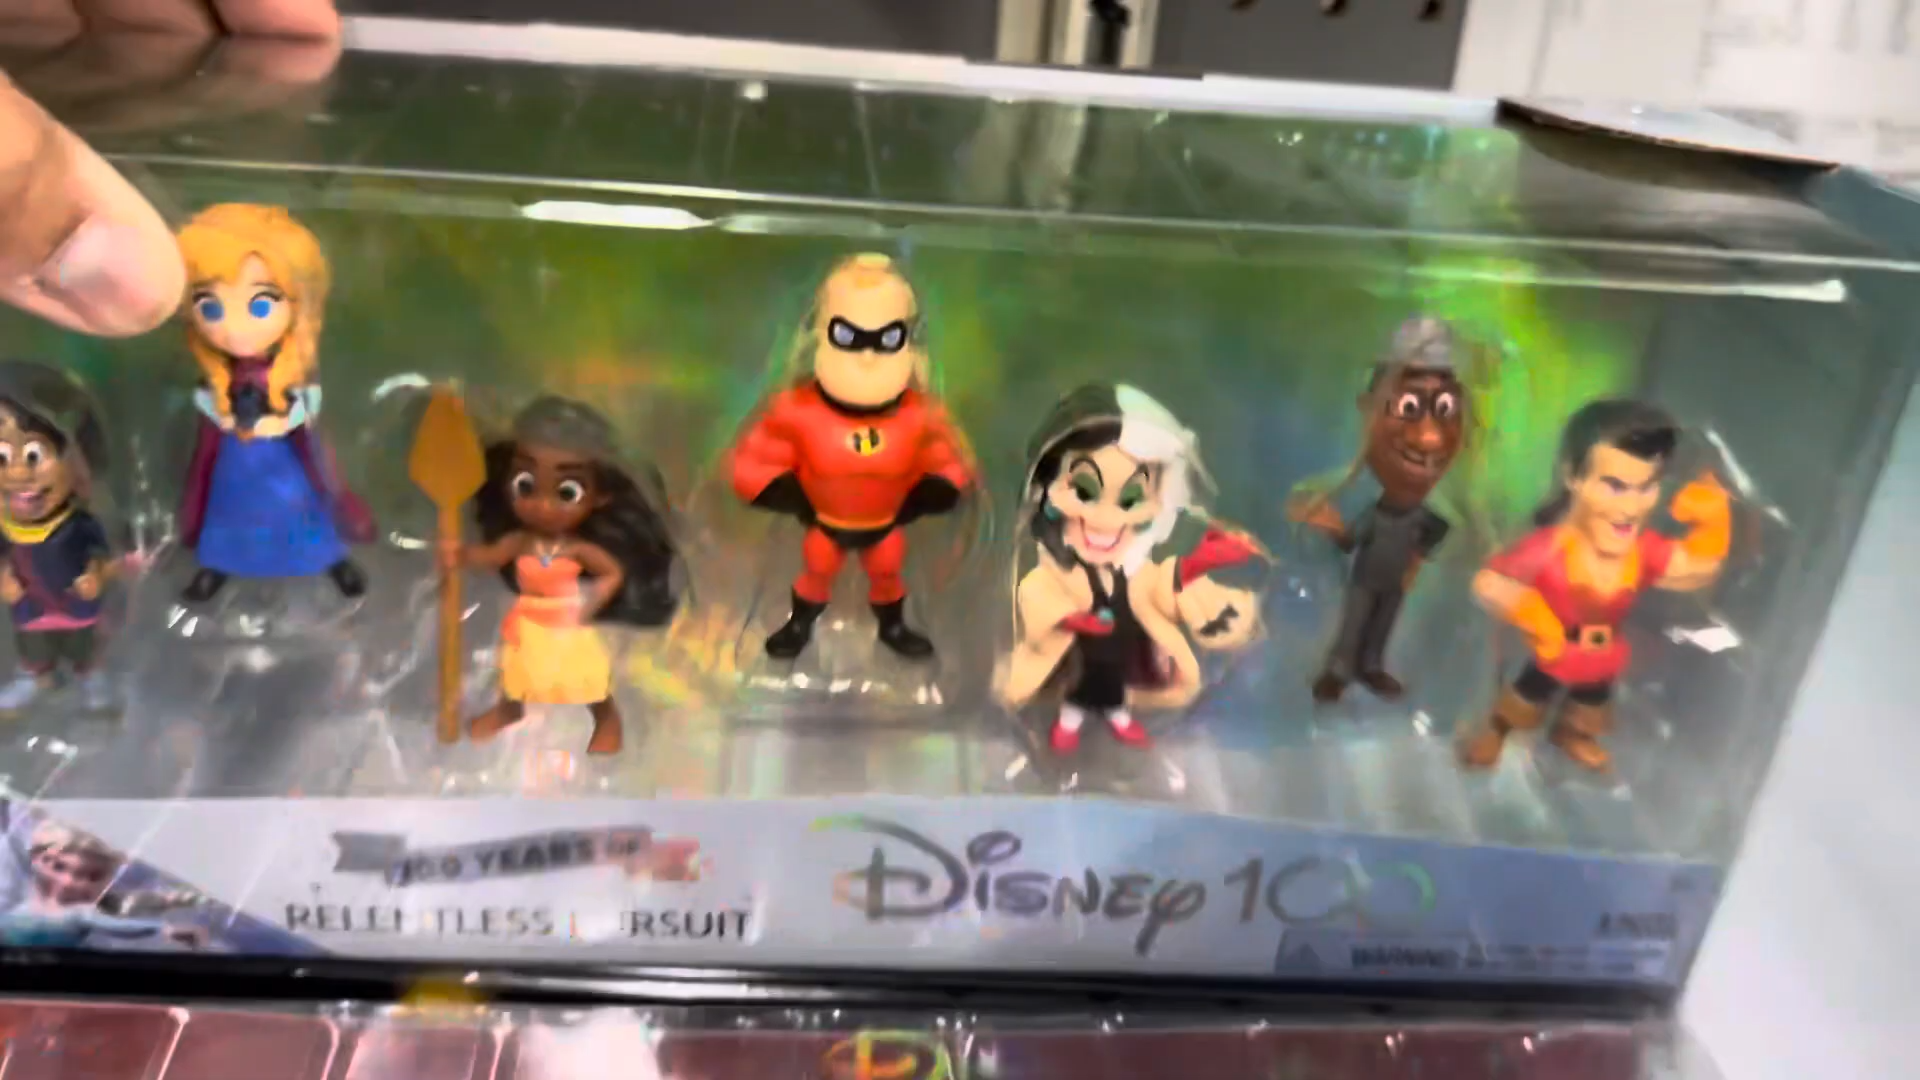 100 YEARS OF
RELENTLESS PURSUIT
DISNEY 100
WARNING